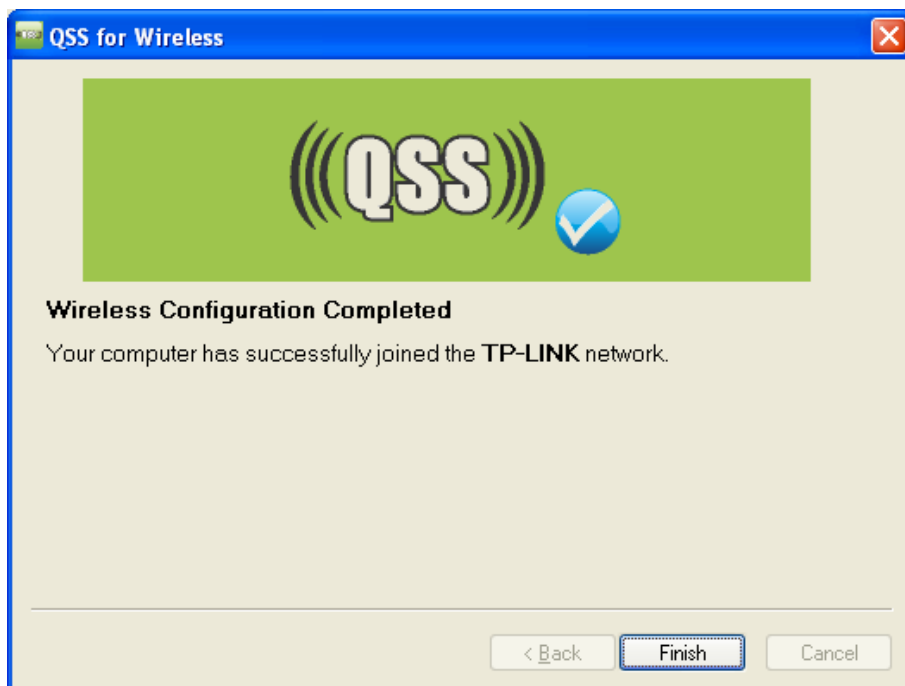 QSS for Wireless
QSS
Wireless Configuration Completed
Your computer has successfully joined the TP-LINK network.
< Back Finish Cancel